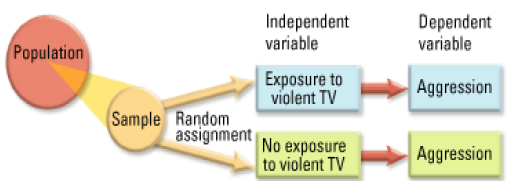 Independent
variable
Dependent
variable
Population
Sample
Random
assignment
Exposure to
violent TV
Aggression
No exposure
to violent TV
Aggression